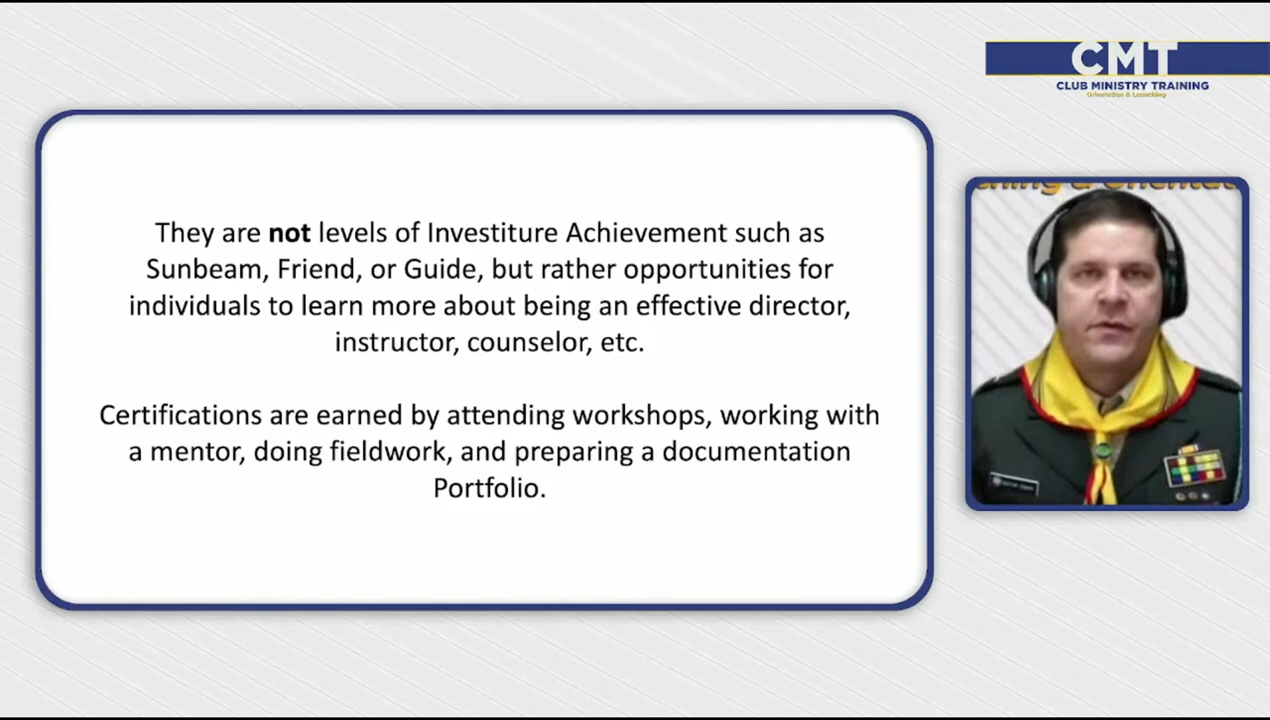 CMT
CLUB MINISTRY TRAINING
Orientation & Launching
They are not levels of Investiture Achievement such as
Sunbeam, Friend, or Guide, but rather opportunities for
individuals to learn more about being an effective director,
instructor, counselor, etc.
Certifications are earned by attending workshops, working with
a mentor, doing fieldwork, and preparing a documentation
Portfolio.